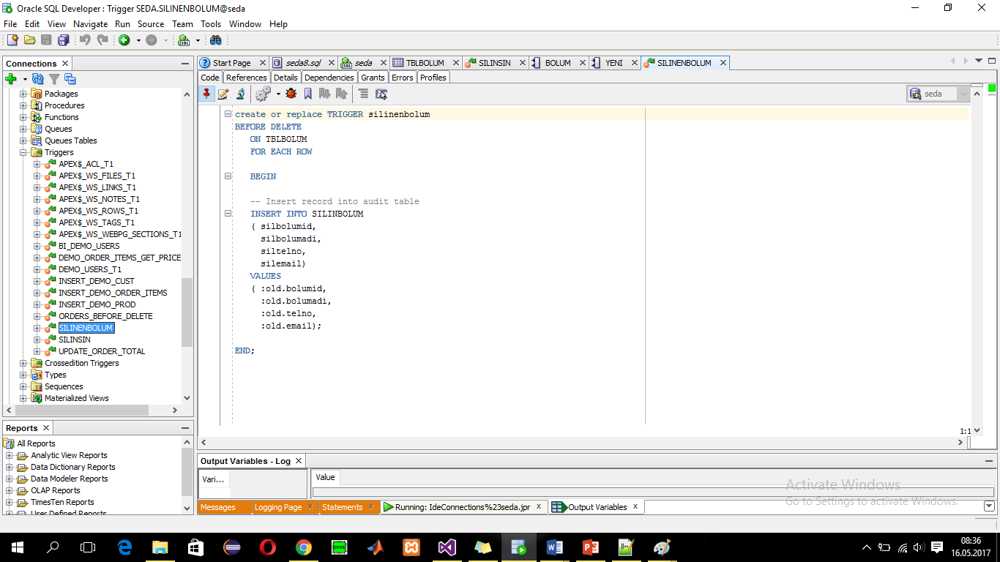 Oracle SQL Developer : Trigger SEDA.SILINENBOLUM@seda
File Edit View Navigate Run Source Team Tools Window Help
Connections
Start Page seda8.sql seda TBLBOLUM SILINSIN BOLUM YENI SILINENBOLUM
Code References Details Dependencies Grants Errors Profiles
seda
Packages
Procedures
Functions
Queues
Queues Tables
Triggers
APEX$_ACL_T1
APEX$_WS_FILES_T1
APEX$_WS_LINKS_T1
APEX$_WS_NOTES_T1
APEX$_WS_ROWS_T1
APEX$_WS_TAGS_T1
APEX$_WS_WEBPG_SECTIONS_T1
BI_DEMO_USERS
DEMO_ORDER_ITEMS_GET_PRICE
DEMO_USERS_T1
INSERT_DEMO_CUST
INSERT_DEMO_ORDER_ITEMS
INSERT_DEMO_PROD
ORDERS_BEFORE_DELETE
SILINENBOLUM
SILINSIN
UPDATE_ORDER_TOTAL
Crossedition Triggers
Types
Sequences
Materialized Views
create or replace TRIGGER silinenbolum
BEFORE DELETE
ON TBLBOLUM
FOR EACH ROW
BEGIN
-- Insert record into audit table
INSERT INTO SILINBOLUM
( silbolumid,
silbolumadi,
siltelno,
silemail)
VALUES
( :old.bolumid,
:old.bolumadi,
:old.telno,
:old.email);
END;
1:1
Reports
All Reports
Analytic View Reports
Data Dictionary Reports
Data Modeler Reports
OLAP Reports
TimesTen Reports
User Defined Reports
Output Variables - Log
Vari... Value
Activate Windows
Go to Settings to activate Windows.
Messages Logging Page Statements Running: IdeConnections%23seda.jpr Output Variables
08:36
16.05.2017